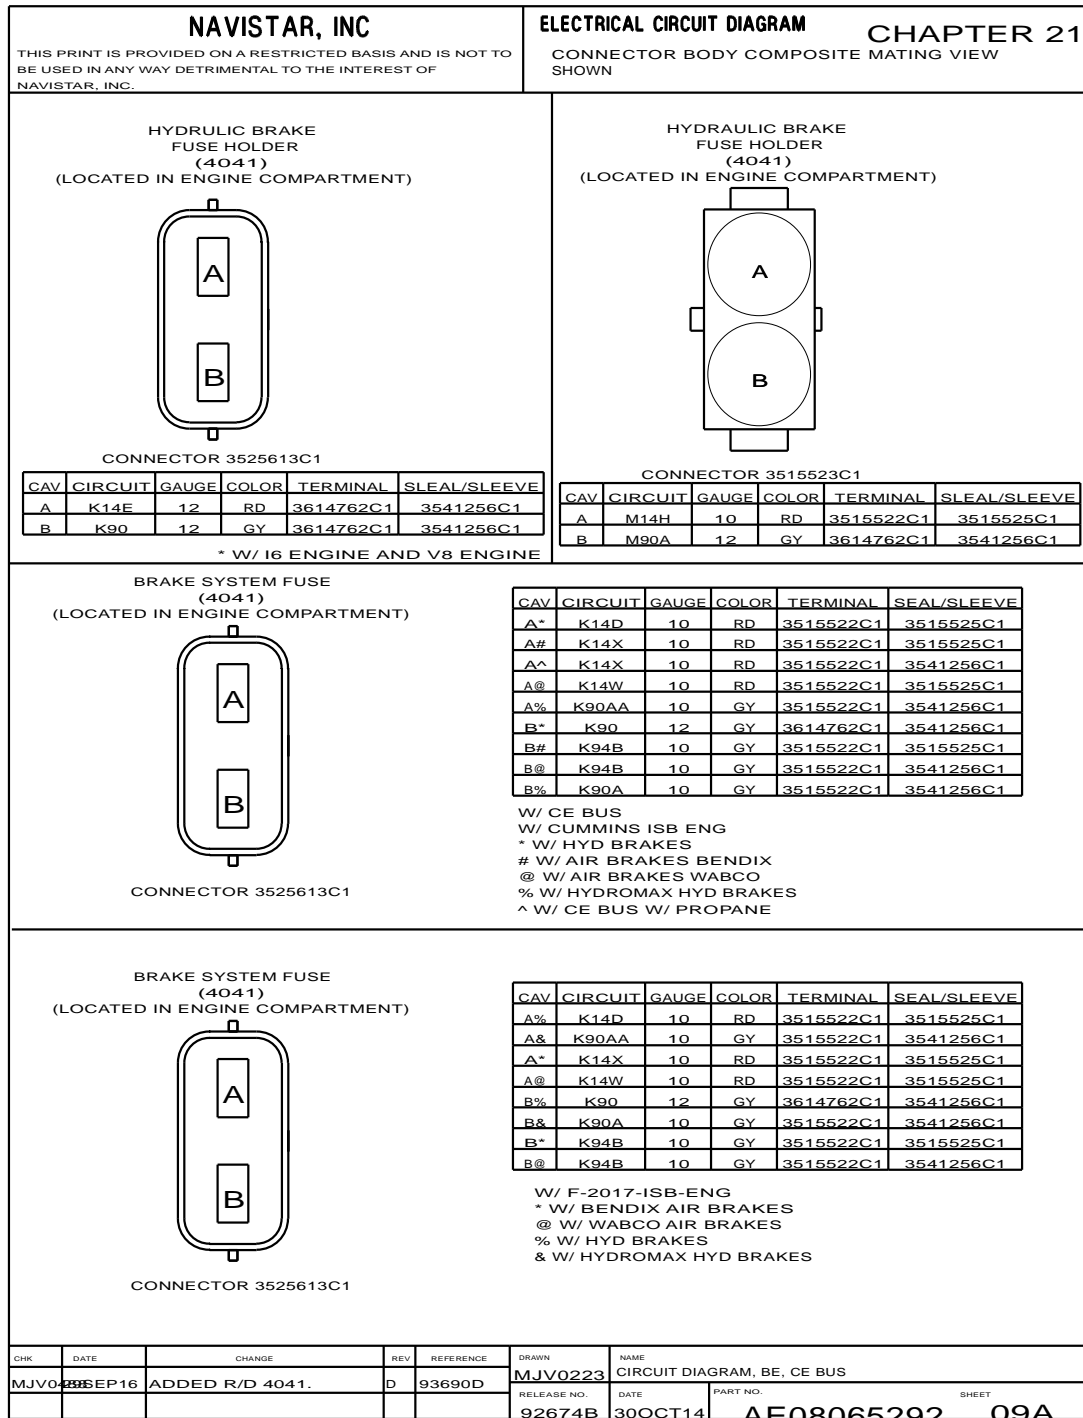 NAVISTAR, INC
THIS PRINT IS PROVIDED ON A RESTRICTED BASIS AND IS NOT TO
BE USED IN ANY WAY DETRIMENTAL TO THE INTEREST OF
NAVISTAR, INC.
ELECTRICAL CIRCUIT DIAGRAM CHAPTER 21
CONNECTOR BODY COMPOSITE MATING VIEW
SHOWN
HYDRULIC BRAKE
FUSE HOLDER
(4041)
(LOCATED IN ENGINE COMPARTMENT)
A
B
CONNECTOR 3525613C1
CAV CIRCUIT GAUGE COLOR TERMINAL SLEAL/SLEEVE
A K14E 12 RD 3614762C1 3541256C1
B K90 12 GY 3614762C1 3541256C1
* W/ I6 ENGINE AND V8 ENGINE
HYDRAULIC BRAKE
FUSE HOLDER
(4041)
(LOCATED IN ENGINE COMPARTMENT)
A
B
CONNECTOR 3515523C1
CAV CIRCUIT GAUGE COLOR TERMINAL SLEAL/SLEEVE
A M14H 10 RD 3515522C1 3515525C1
B M90A 12 GY 3614762C1 3541256C1
BRAKE SYSTEM FUSE
(4041)
(LOCATED IN ENGINE COMPARTMENT)
A
B
CONNECTOR 3525613C1
CAV CIRCUIT GAUGE COLOR TERMINAL SEAL/SLEEVE
A* K14D 10 RD 3515522C1 3515525C1
A# K14X 10 RD 3515522C1 3515525C1
A^ K14X 10 RD 3515522C1 3541256C1
A@ K14W 10 RD 3515522C1 3515525C1
A% K90AA 10 GY 3515522C1 3541256C1
B* K90 12 GY 3614762C1 3541256C1
B# K94B 10 GY 3515522C1 3515525C1
B@ K94B 10 GY 3515522C1 3541256C1
B% K90A 10 GY 3515522C1 3541256C1
W/ CE BUS
W/ CUMMINS ISB ENG
* W/ HYD BRAKES
# W/ AIR BRAKES BENDIX
@ W/ AIR BRAKES WABCO
% W/ HYDROMAX HYD BRAKES
^ W/ CE BUS W/ PROPANE
BRAKE SYSTEM FUSE
(4041)
(LOCATED IN ENGINE COMPARTMENT)
A
B
CONNECTOR 3525613C1
CAV CIRCUIT GAUGE COLOR TERMINAL SEAL/SLEEVE
A% K14D 10 RD 3515522C1 3515525C1
A& K90AA 10 GY 3515522C1 3541256C1
A* K14X 10 RD 3515522C1 3515525C1
A@ K14W 10 RD 3515522C1 3515525C1
B% K90 12 GY 3614762C1 3541256C1
B& K90A 10 GY 3515522C1 3541256C1
B* K94B 10 GY 3515522C1 3515525C1
B@ K94B 10 GY 3515522C1 3541256C1
W/ F-2017-ISB-ENG
* W/ BENDIX AIR BRAKES
@ W/ WABCO AIR BRAKES
% W/ HYD BRAKES
& W/ HYDROMAX HYD BRAKES
CHK DATE CHANGE REV REFERENCE
ADDED R/D 4041. D 93690D
DRAWN NAME
MJV0223 CIRCUIT DIAGRAM, BE, CE BUS
RELEASE NO. DATE PART NO. SHEET
92674B 30OCT14 AE08065292 09A